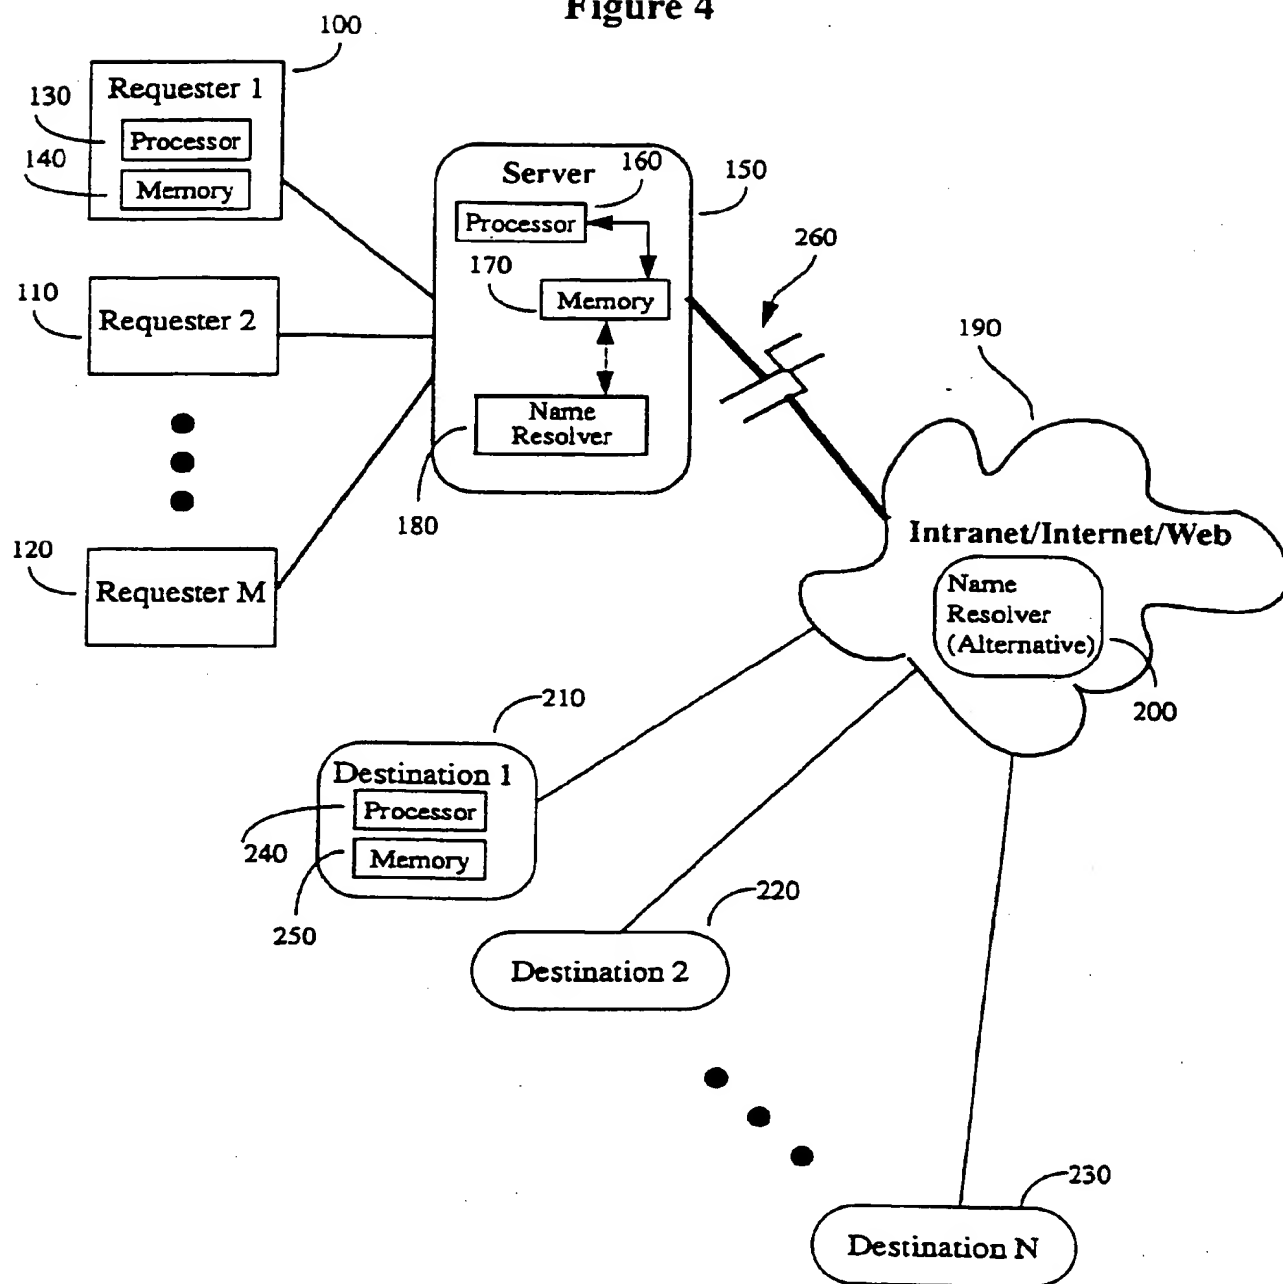 Figure 4
100
Requester 1
130
Processor
140
Memory
110
Requester 2
120
Requester M
Server
160
150
Processor
170
Memory
Name
Resolver
180
260
190
Intranet/Internet/Web
Name
Resolver
(Alternative)
200
210
Destination 1
Processor
240
Memory
250
220
Destination 2
230
Destination N